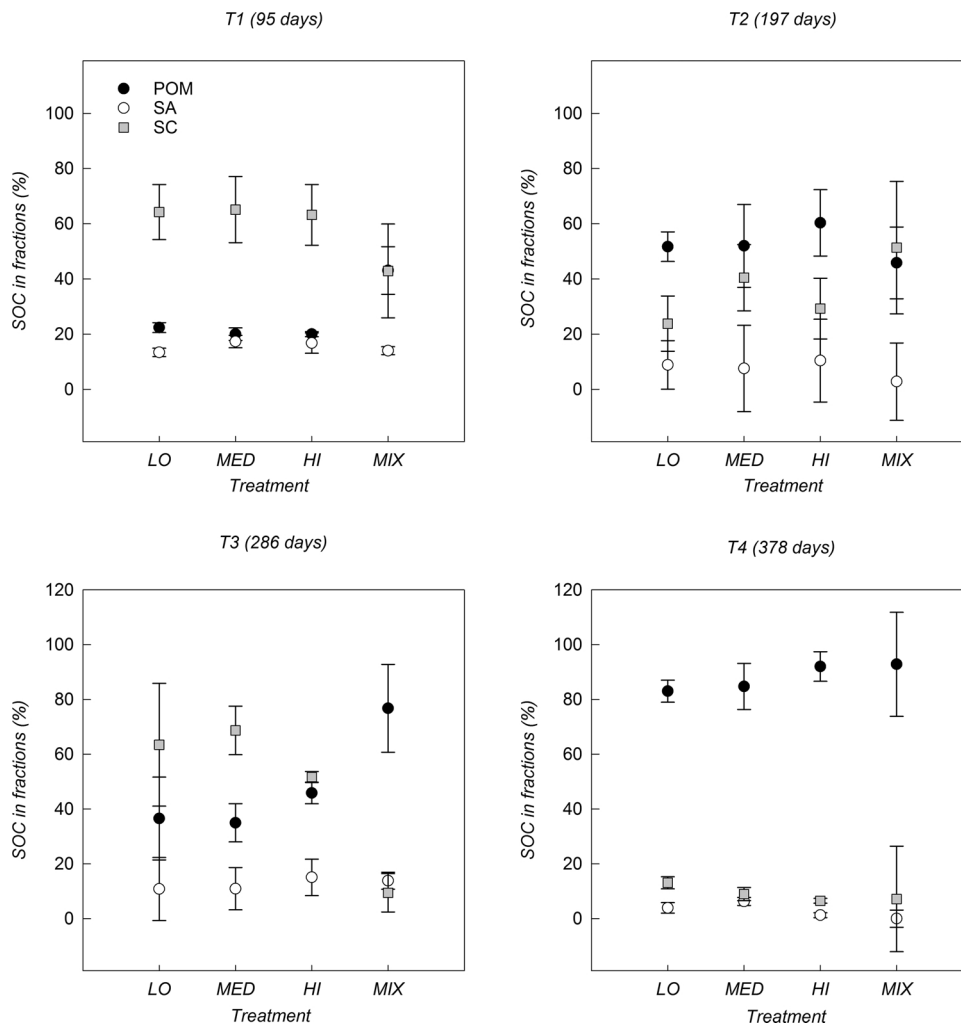 T1 (95 days)
T2 (197 days)
POM
SA
SC
SOC in fractions (%)
100
80
60
40
20
0
LO MED HI MIX
Treatment
SOC in fractions (%)
100
80
60
40
20
0
LO MED HI MIX
Treatment
T3 (286 days)
T4 (378 days)
SOC in fractions (%)
120
100
80
60
40
20
0
LO MED HI MIX
Treatment
SOC in fractions (%)
120
100
80
60
40
20
0
LO MED HI MIX
Treatment